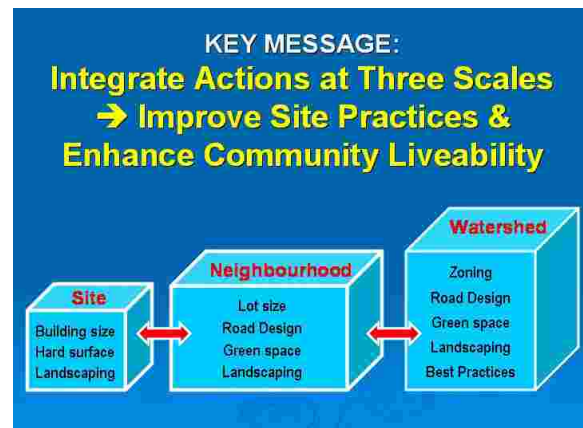 KEY MESSAGE:
Integrate Actions at Three Scales
➔ Improve Site Practices &
Enhance Community Liveability
Site
Building size
Hard surface
Landscaping
Neighbourhood
Lot size
Road Design
Green space
Landscaping
Watershed
Zoning
Road Design
Green space
Landscaping
Best Practices